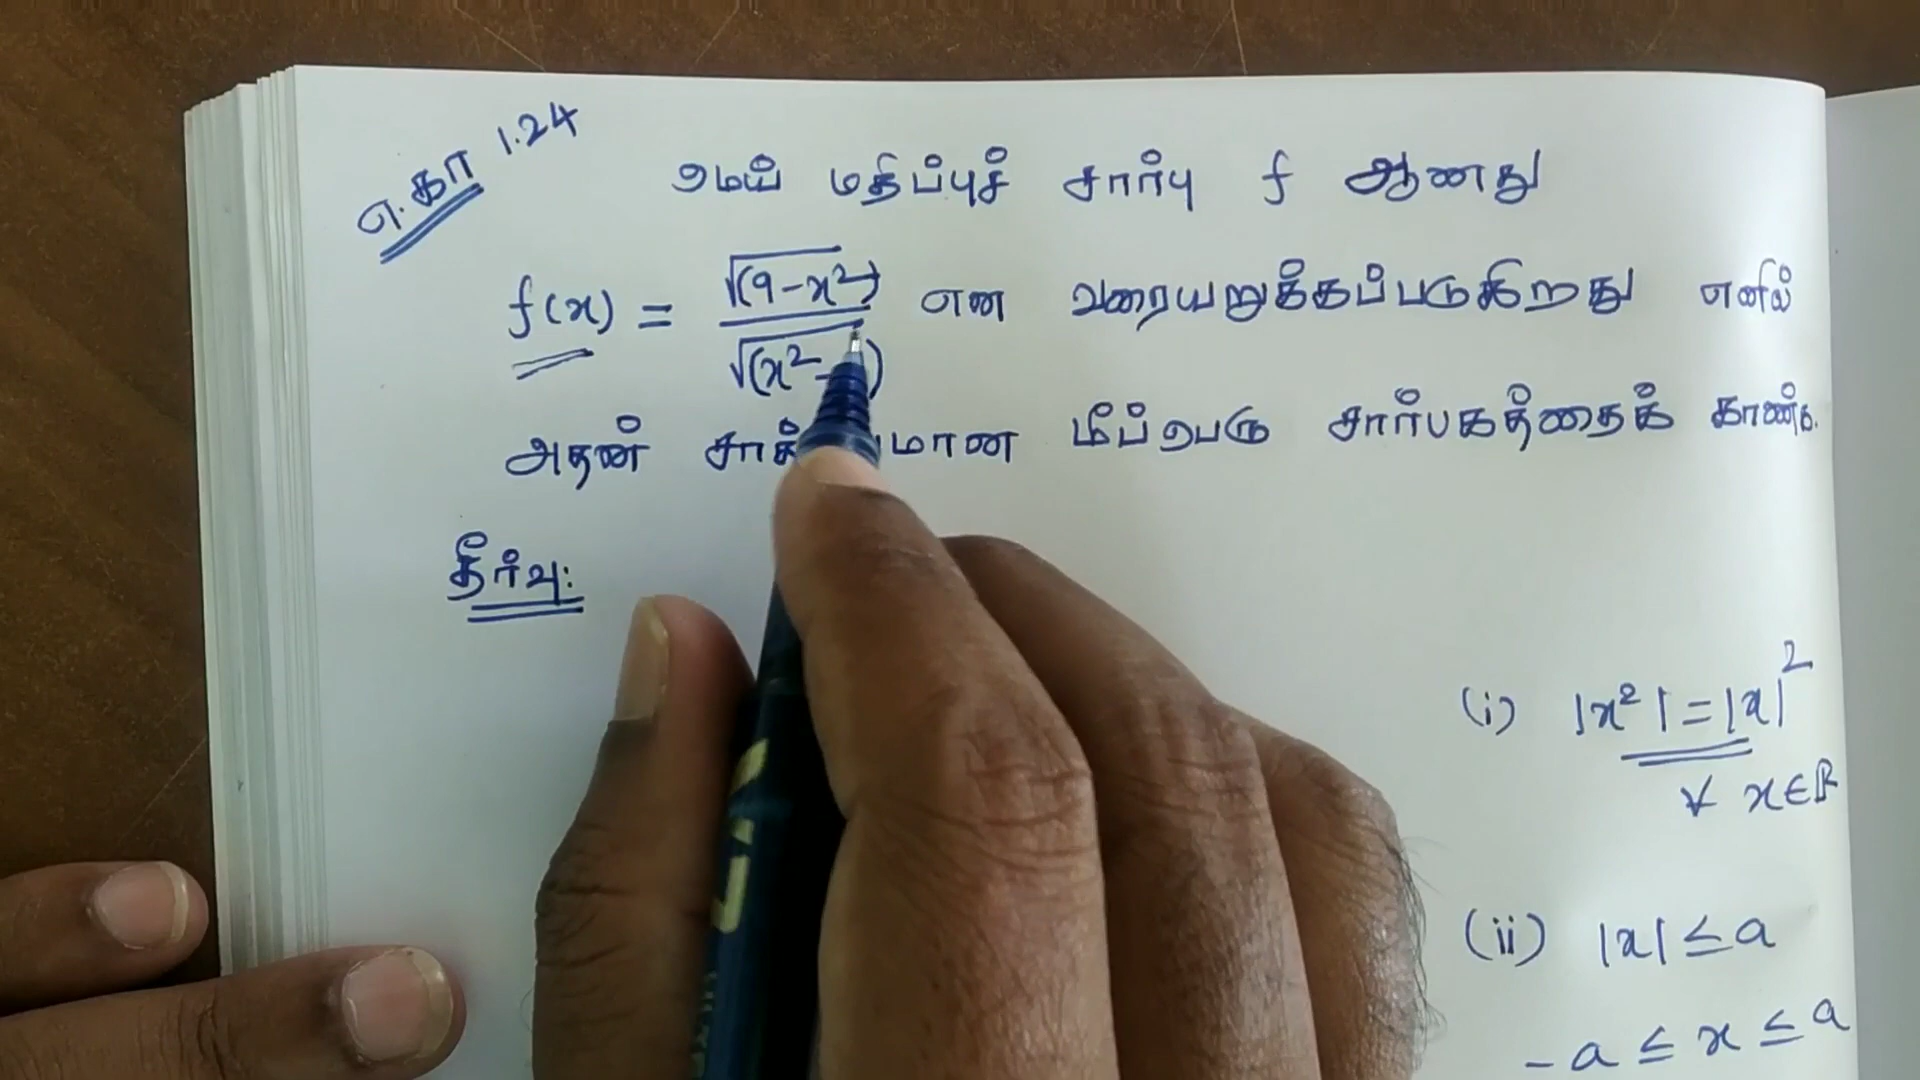 எ.கா 1.24
மெய் மதிப்புச் சார்பு f ஆனது
f(x) = √(9-x²) / √(x²- ) என வரையறுக்கப்படுகிறது எனில்
அதன் மான மீப்பெரு சார்பகத்தைக் காண்க.
தீர்வு:
(i) |x²| = |x|²
∀ x∈ℝ
(ii) |x| ≤ a
-a ≤ x ≤ a